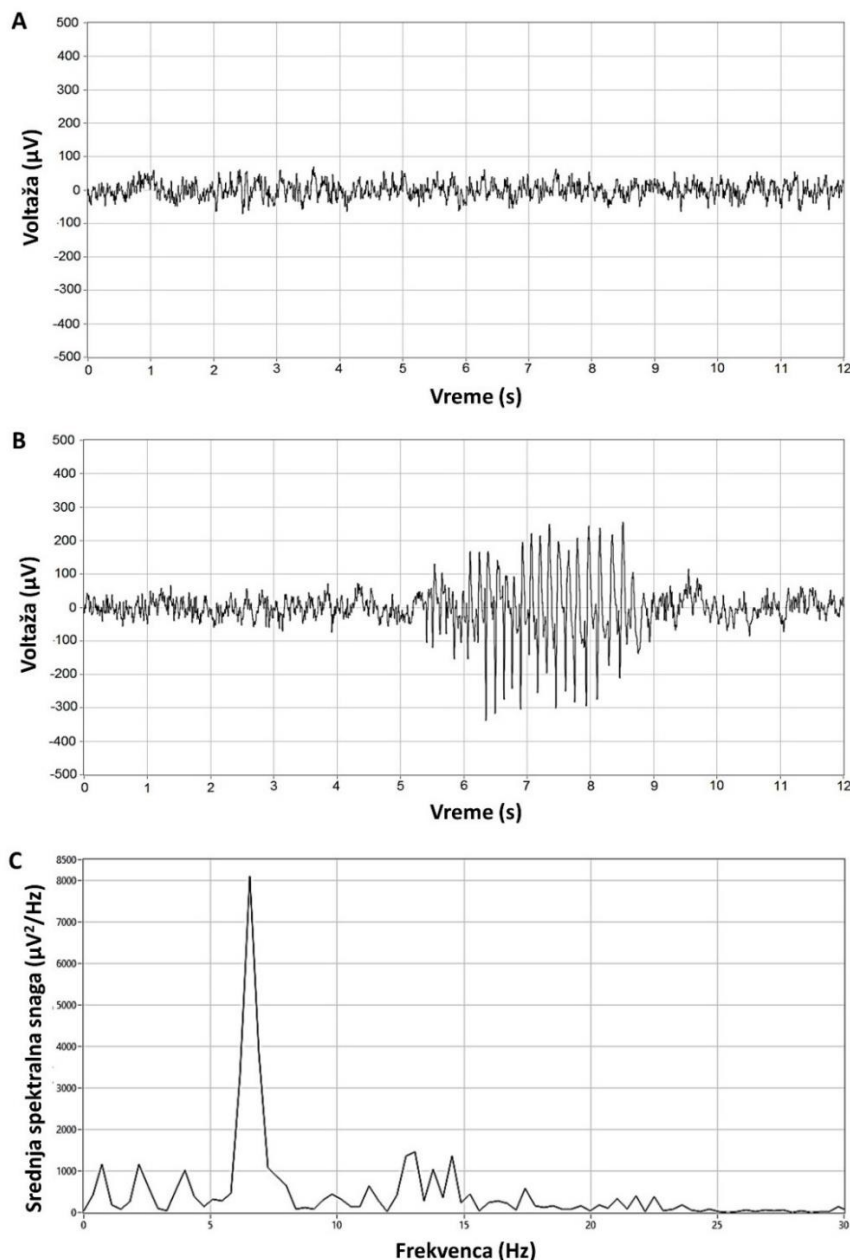 A
Voltaža (µV)
500
400
300
200
100
0
-100
-200
-300
-400
-500
0 1 2 3 4 5 6 7 8 9 10 11 12
Vreme (s)
B
Voltaža (µV)
500
400
300
200
100
0
-100
-200
-300
-400
-500
0 1 2 3 4 5 6 7 8 9 10 11 12
Vreme (s)
C
Srednja spektralna snaga (µV²/Hz)
8500
8000
7000
6000
5000
4000
3000
2000
1000
0
0 5 10 15 20 25 30
Frekvenca (Hz)